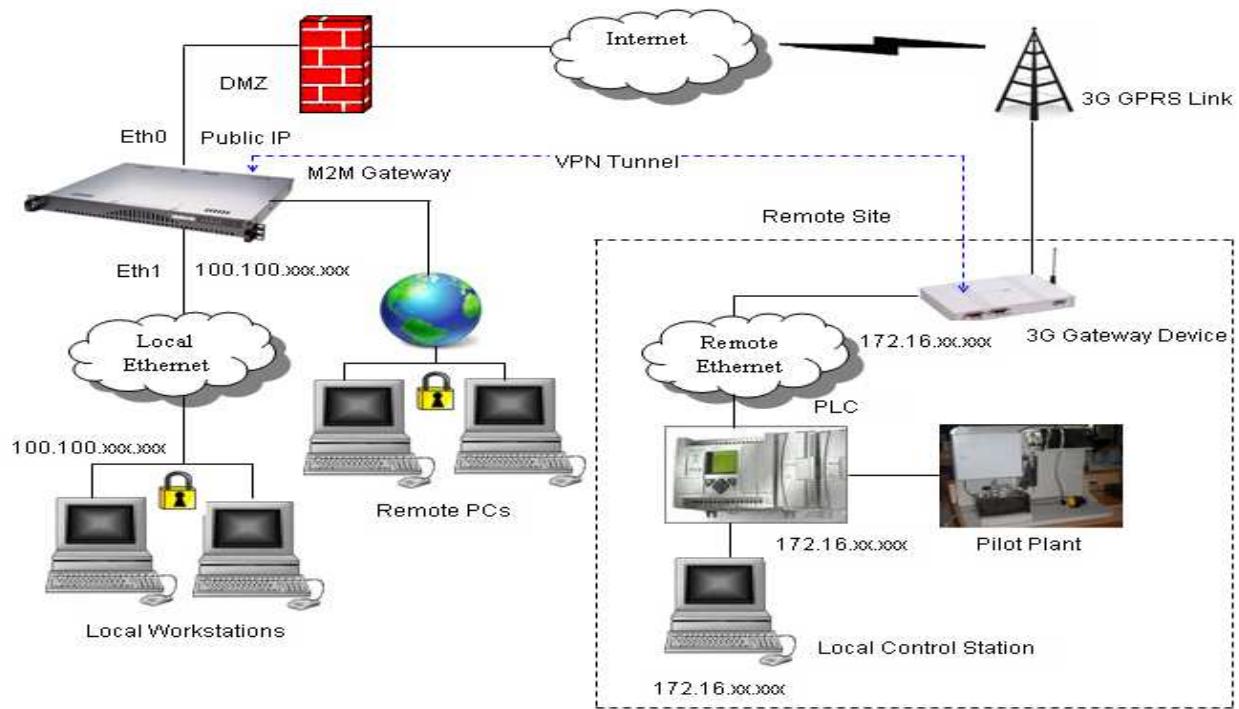 Internet
DMZ
3G GPRS Link
Eth0
Public IP
VPN Tunnel
M2M Gateway
Remote Site
Eth1
100.100.xxx.xxx
Local
Ethernet
Remote
Ethernet
172.16.xx.xxx
3G Gateway Device
PLC
100.100.xxx.xxx
Remote PCs
172.16.xx.xxx
Pilot Plant
Local Workstations
Local Control Station
172.16.xx.xxx